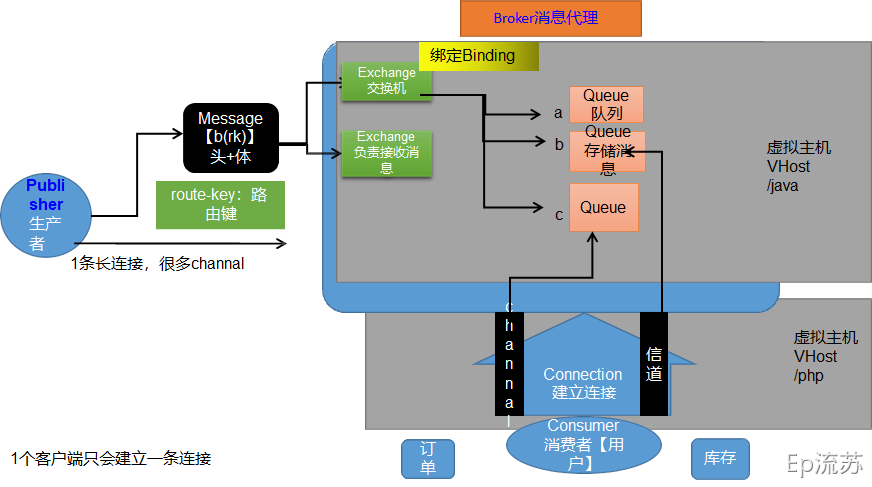 Broker消息代理
绑定Binding
Exchange
交换机
Exchange
负责接收消
息
Message
【b(rk)】
头+体
route-key：路
由键
Publi
sher
生产
者
1条长连接，很多channal
a
Queue
队列
b
Queue
存储消
息
c
Queue
虚拟主机
VHost
/java
虚拟主机
VHost
/php
c
h
a
n
n
a
l
信
道
Connection
建立连接
Consumer
消费者【用
户】
订
单
库存
1个客户端只会建立一条连接
Ep流苏